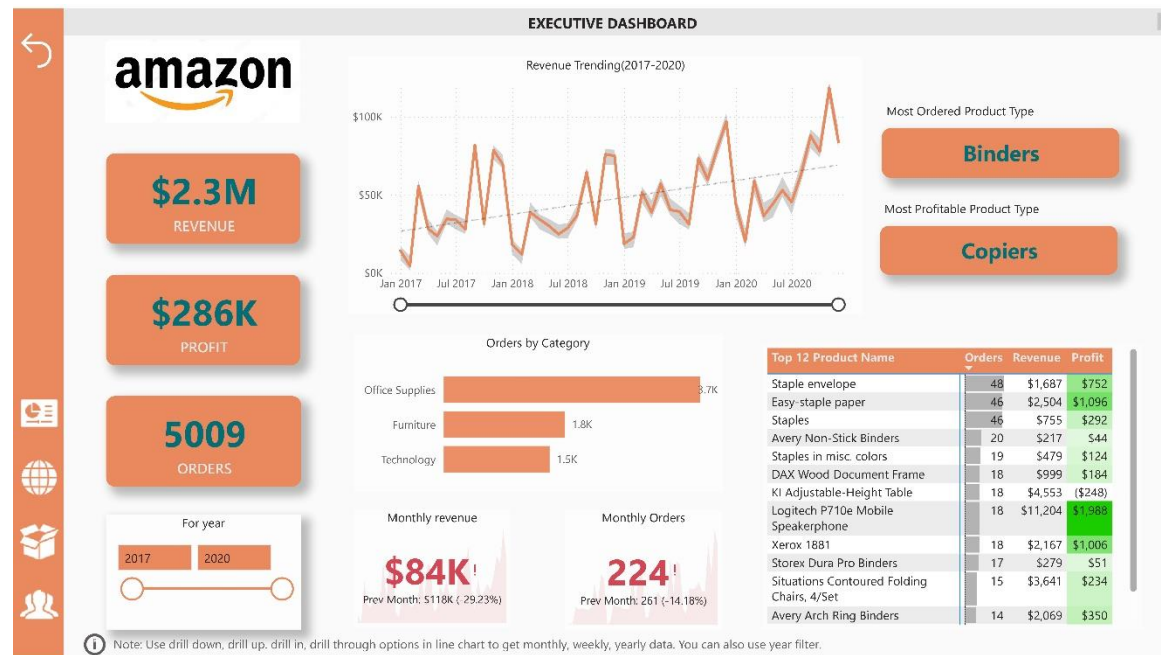 EXECUTIVE DASHBOARD
amazon
$2.3M
REVENUE
$286K
PROFIT
5009
ORDERS
For year
2017 2020
Revenue Trending(2017-2020)
$100K
$50K
$0K
Jan 2017 Jul 2017 Jan 2018 Jul 2018 Jan 2019 Jul 2019 Jan 2020 Jul 2020
Most Ordered Product Type
Binders
Most Profitable Product Type
Copiers
Orders by Category
Office Supplies 3.7K
Furniture 1.8K
Technology 1.5K
Monthly revenue
$84K!
Prev Month: $118K (-29.23%)
Monthly Orders
224!
Prev Month: 261 (-14.18%)
Top 12 Product Name Orders Revenue Profit
Staple envelope 48 $1,687 $752
Easy-staple paper 46 $2,504 $1,096
Staples 46 $755 $292
Avery Non-Stick Binders 20 $217 $44
Staples in misc. colors 19 $479 $124
DAX Wood Document Frame 18 $999 $184
KI Adjustable-Height Table 18 $4,553 ($248)
Logitech P710e Mobile 18 $11,204 $1,988
Speakerphone
Xerox 1881 18 $2,167 $1,006
Storex Dura Pro Binders 17 $279 $51
Situations Contoured Folding 15 $3,641 $234
Chairs, 4/Set
Avery Arch Ring Binders 14 $2,069 $350
Note: Use drill down, drill up. drill in, drill through options in line chart to get monthly, weekly, yearly data. You can also use year filter.